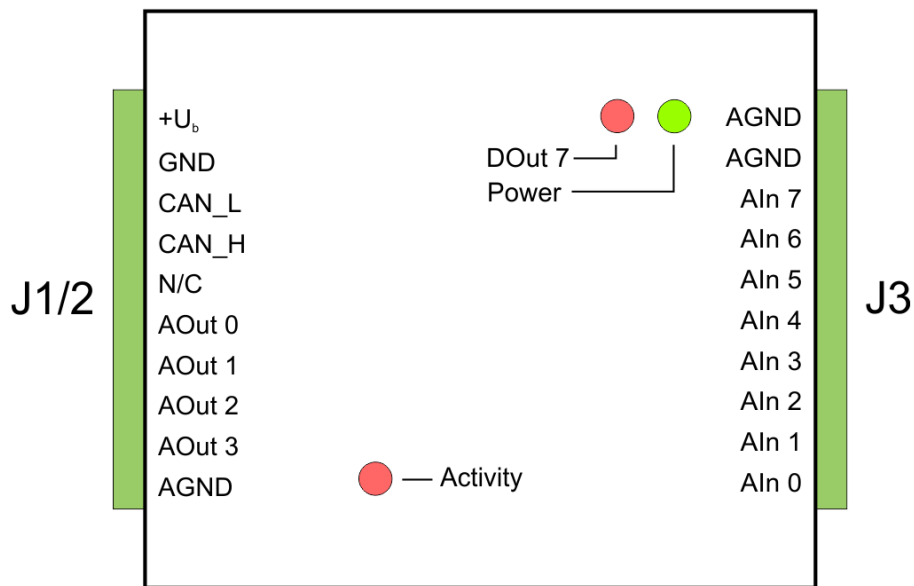 J1/2
+Ub
GND
CAN_L
CAN_H
N/C
AOut 0
AOut 1
AOut 2
AOut 3
AGND
DOut 7
Power
Activity
AGND
AGND
AIn 7
AIn 6
AIn 5
AIn 4
AIn 3
AIn 2
AIn 1
AIn 0
J3